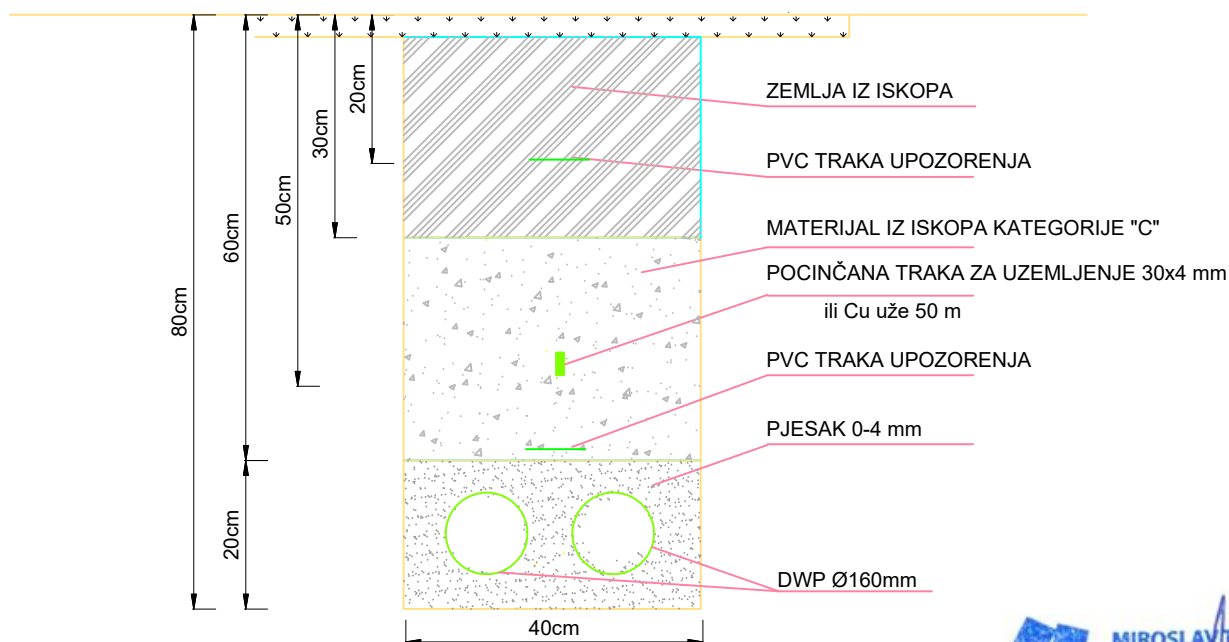 20cm
30cm
50cm
60cm
80cm
20cm
40cm
ZEMLJA IZ ISKOPA
PVC TRAKA UPOZORENJA
MATERIJAL IZ ISKOPA KATEGORIJE "C"
POCINČANA TRAKA ZA UZEMLJENJE 30x4 mm
ili Cu uže 50 m
PVC TRAKA UPOZORENJA
PJESAK 0-4 mm
DWP Ø160mm
MIROSLAV